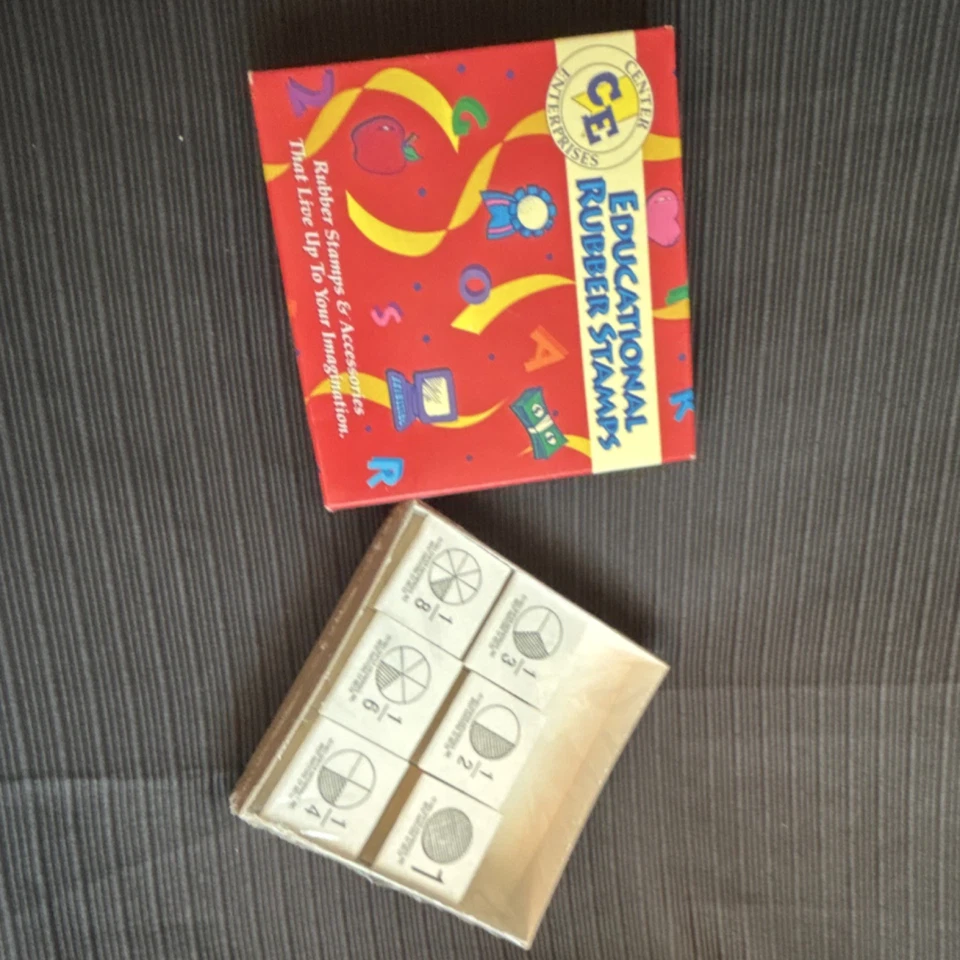 CENTER
CE
ENTERPRISES
EDUCATIONAL
RUBBER STAMPS
Z
G
O
S
A
K
R
Rubber Stamps & Accessories
That Live Up To Your Imagination.
1
8
1
3
1
6
1
2
1
4
1